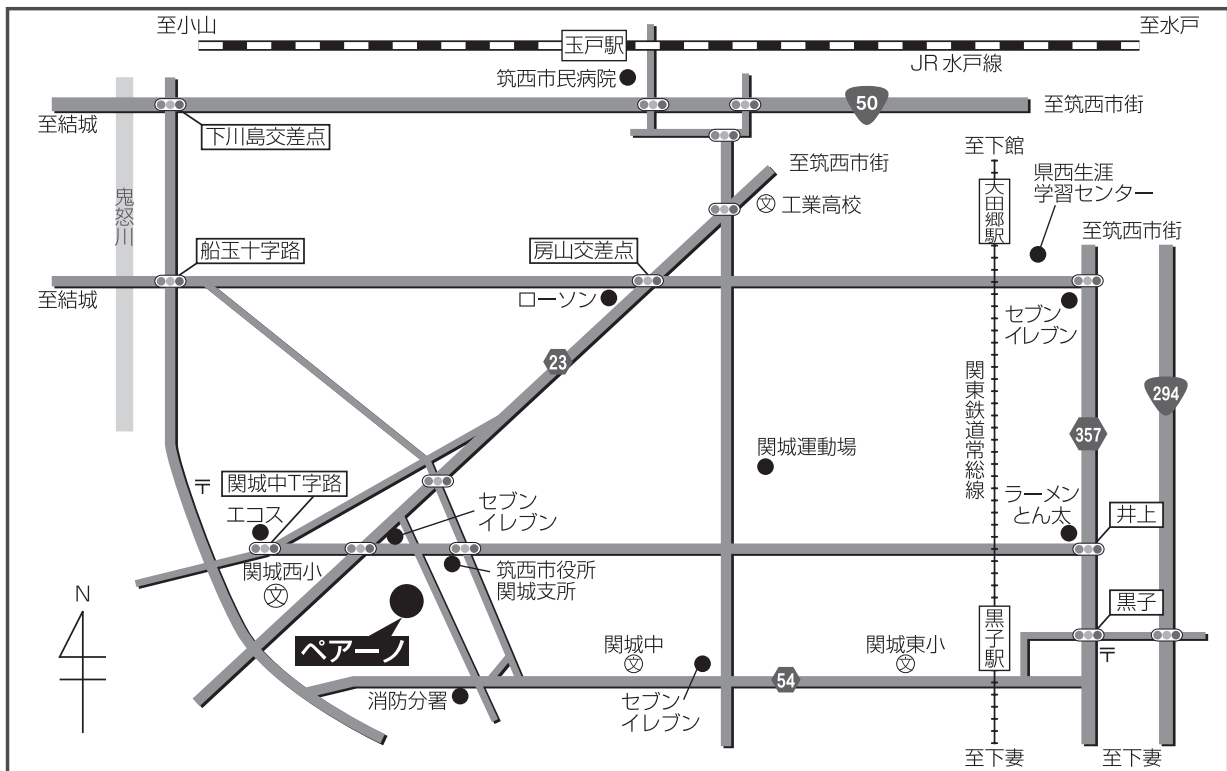 至小山
至水戸
玉戸駅
JR 水戸線
筑西市民病院
50
至筑西市街
至結城
下川島交差点
至筑西市街
至下館
県西生涯
学習センター
鬼怒川
大田郷駅
工業高校
文
至筑西市街
船玉十字路
房山交差点
至結城
ローソン
セブン
イレブン
23
関東鉄道常総線
294
357
関城運動場
〒
関城中T字路
セブン
イレブン
ラーメン
とん太
井上
エコス
関城西小
文
筑西市役所
関城支所
N
黒子
黒子駅
ペアーノ
関城中
文
関城東小
文
〒
消防分署
セブン
イレブン
54
至下妻
至下妻